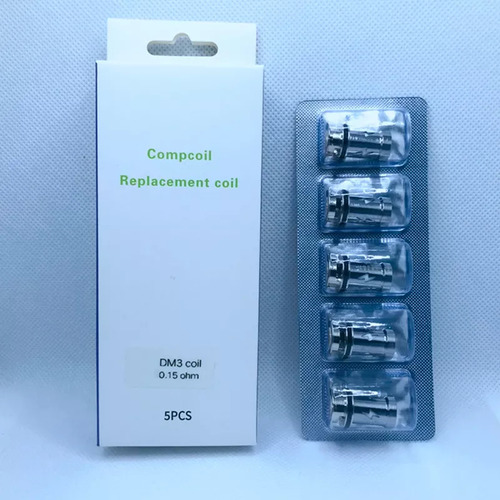 Compcoil
Replacement coil
DM3 coil
0.15 ohm
5PCS